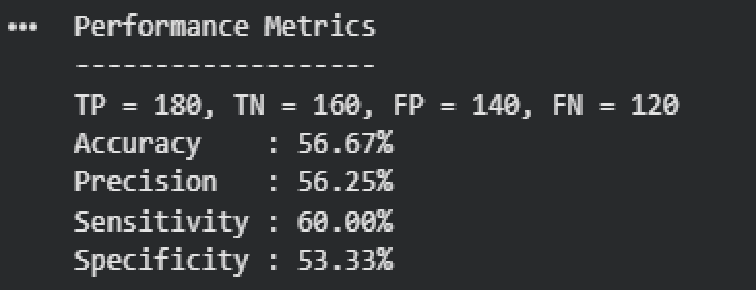 ••• Performance Metrics
-------------------
TP = 180, TN = 160, FP = 140, FN = 120
Accuracy    : 56.67%
Precision   : 56.25%
Sensitivity : 60.00%
Specificity : 53.33%